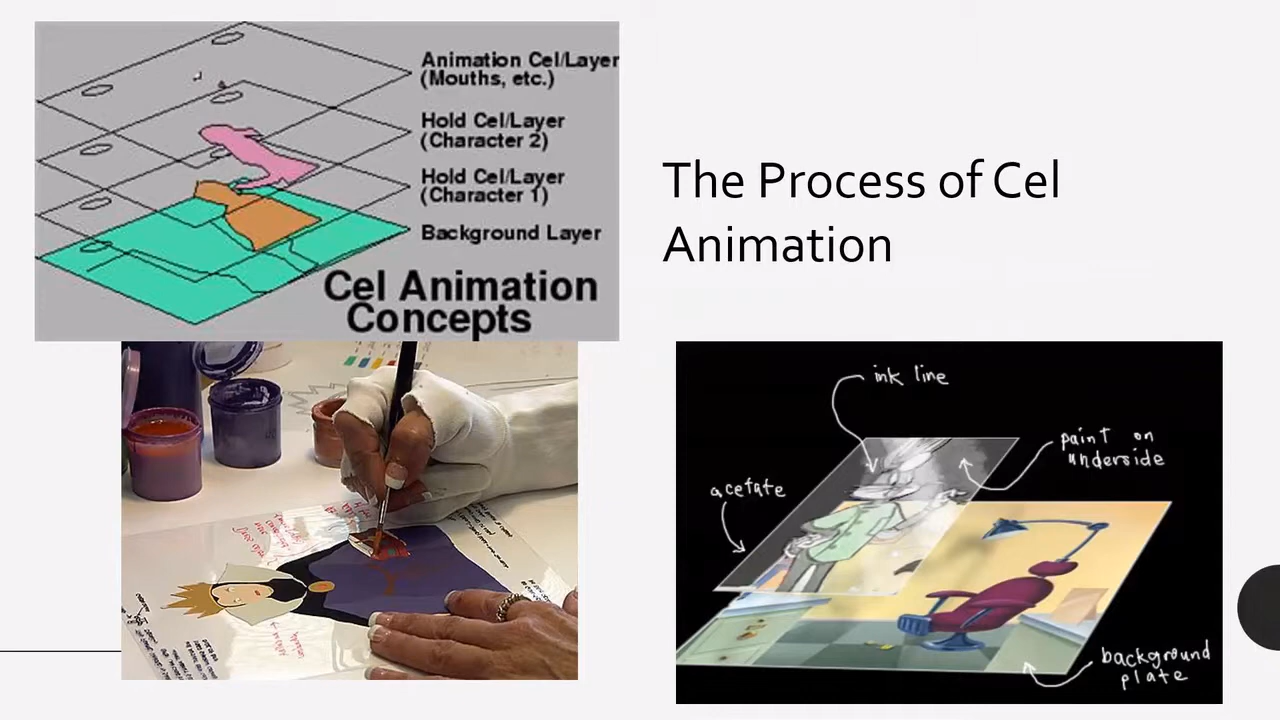 Animation Cel/Layer
(Mouths, etc.)
Hold Cel/Layer
(Character 2)
Hold Cel/Layer
(Character 1)
Background Layer
Cel Animation
Concepts
The Process of Cel
Animation
ink line
paint on
underside
acetate
background
plate